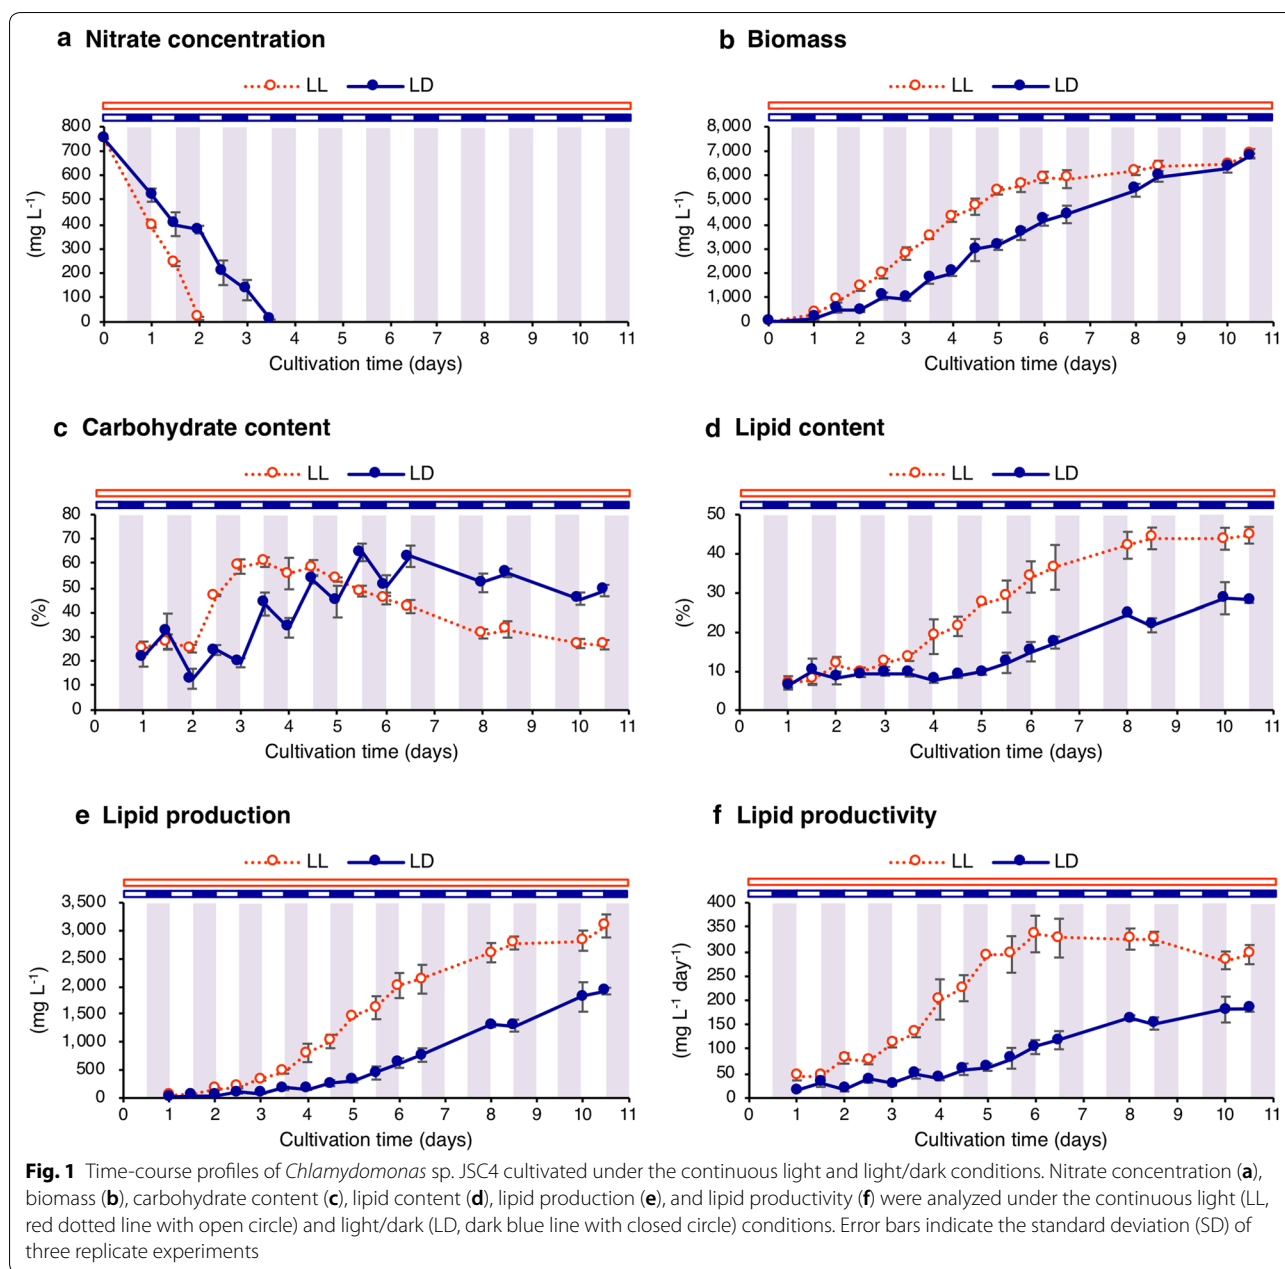 a Nitrate concentration
LL LD
800
700
600
500
400
300
200
100
0
(mg L-1)
0 1 2 3 4 5 6 7 8 9 10 11
Cultivation time (days)
b Biomass
LL LD
8,000
7,000
6,000
5,000
4,000
3,000
2,000
1,000
0
(mg L-1)
0 1 2 3 4 5 6 7 8 9 10 11
Cultivation time (days)
c Carbohydrate content
LL LD
80
70
60
50
40
30
20
10
0
(%)
0 1 2 3 4 5 6 7 8 9 10 11
Cultivation time (days)
d Lipid content
LL LD
50
40
30
20
10
0
(%)
0 1 2 3 4 5 6 7 8 9 10 11
Cultivation time (days)
e Lipid production
LL LD
3,500
3,000
2,500
2,000
1,500
1,000
500
0
(mg L-1)
0 1 2 3 4 5 6 7 8 9 10 11
Cultivation time (days)
f Lipid productivity
LL LD
400
350
300
250
200
150
100
50
0
(mg L-1 day-1)
0 1 2 3 4 5 6 7 8 9 10 11
Cultivation time (days)
Fig. 1 Time-course profiles of Chlamydomonas sp. JSC4 cultivated under the continuous light and light/dark conditions. Nitrate concentration (a),
biomass (b), carbohydrate content (c), lipid content (d), lipid production (e), and lipid productivity (f) were analyzed under the continuous light (LL,
red dotted line with open circle) and light/dark (LD, dark blue line with closed circle) conditions. Error bars indicate the standard deviation (SD) of
three replicate experiments